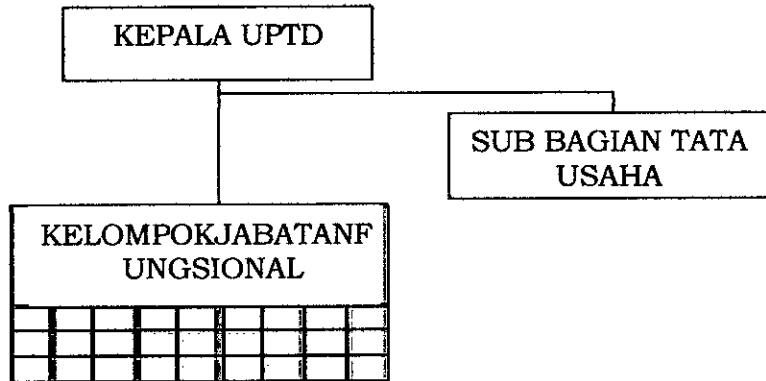 KEPALA UPTD
SUB BAGIAN TATA
USAHA
KELOMPOKJABATANF
UNGSIONAL